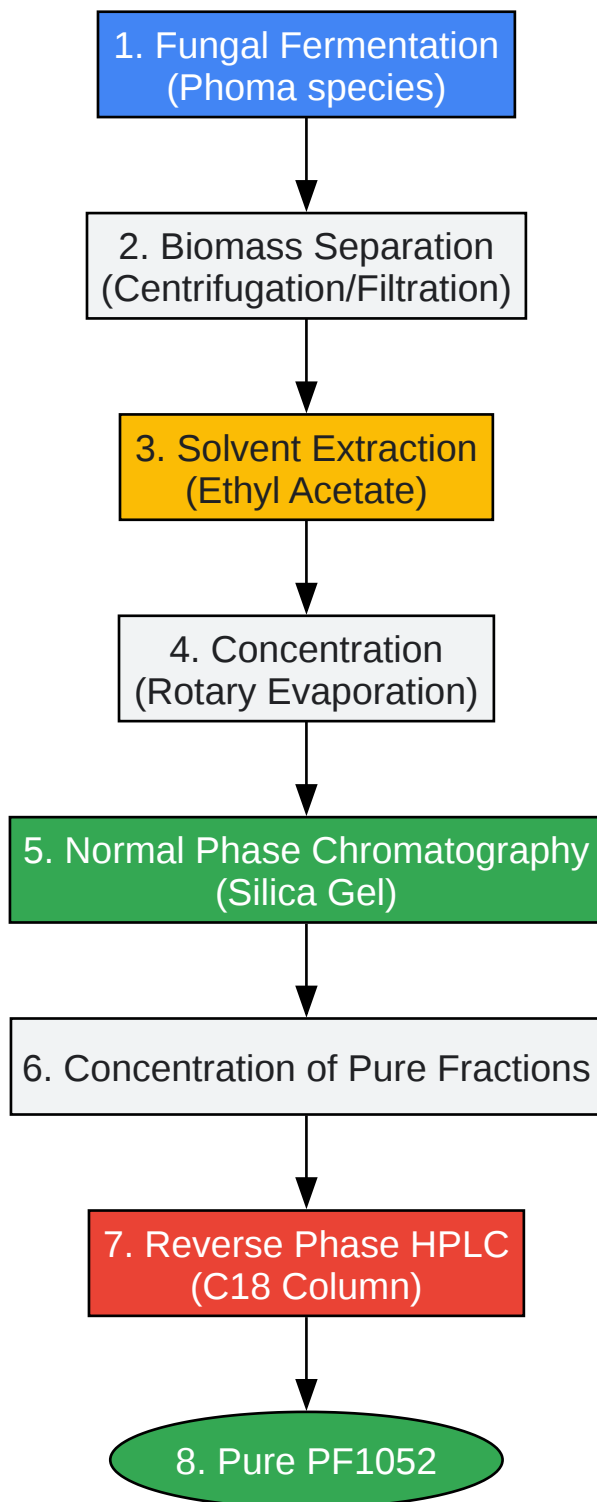 1. Fungal Fermentation
(Phoma species)
2. Biomass Separation
(Centrifugation/Filtration)
3. Solvent Extraction
(Ethyl Acetate)
4. Concentration
(Rotary Evaporation)
5. Normal Phase Chromatography
(Silica Gel)
6. Concentration of Pure Fractions
7. Reverse Phase HPLC
(C18 Column)
8. Pure PF1052